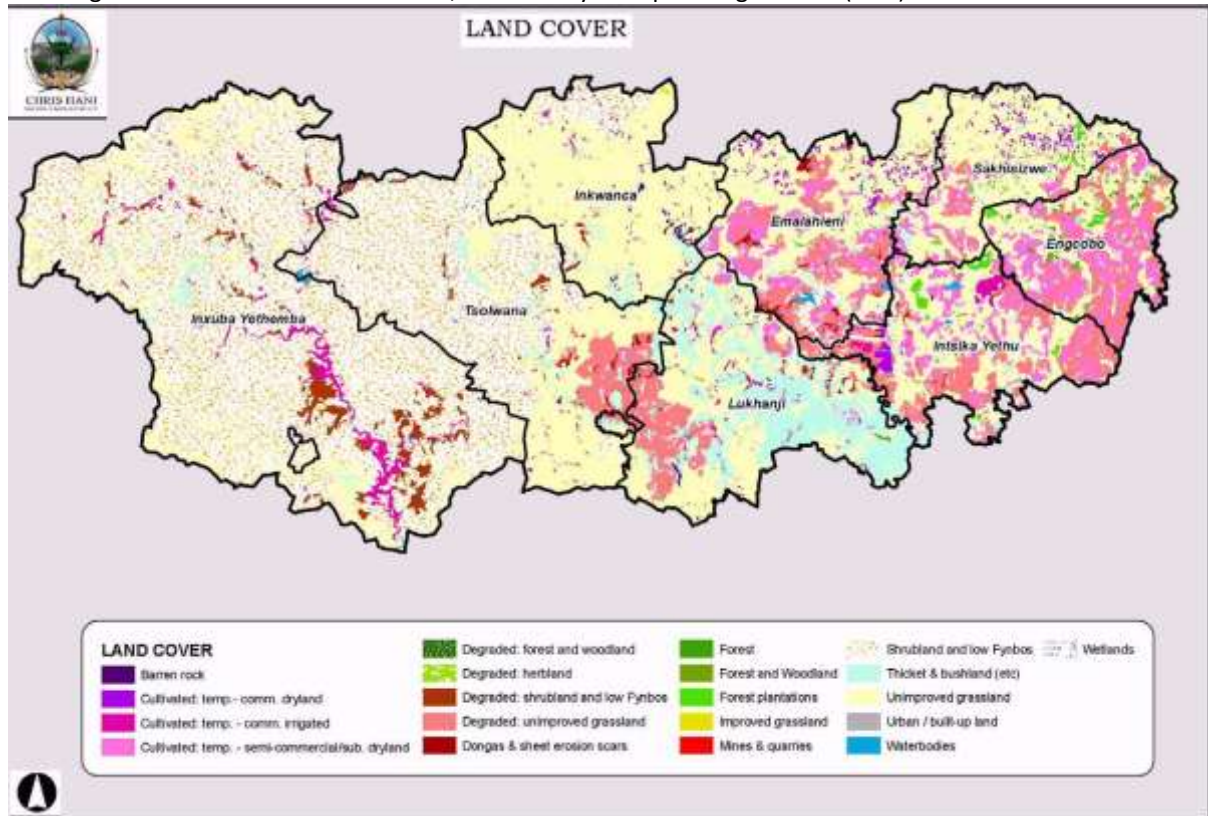 LAND COVER
CHRIS HANI
Inkwanca
Sakhisizwe
Emalahleni
Engcobo
Inxuba Yethemba
Tsolwana
Intsika Yethu
Lukhanji
LAND COVER
Barren rock
Cultivated: temp.- comm. dryland
Cultivated: temp. - comm. irrigated
Cultivated: temp. - semi-commercial/sub. dryland
Degraded: forest and woodland
Degraded: herbland
Degraded: shrubland and low Fynbos
Degraded: unimproved grassland
Dongas & sheet erosion scars
Forest
Forest and Woodland
Forest plantations
Improved grassland
Mines & quarries
Shrubland and low Fynbos
Thicket & bushland (etc)
Unimproved grassland
Urban / built-up land
Waterbodies
Wetlands